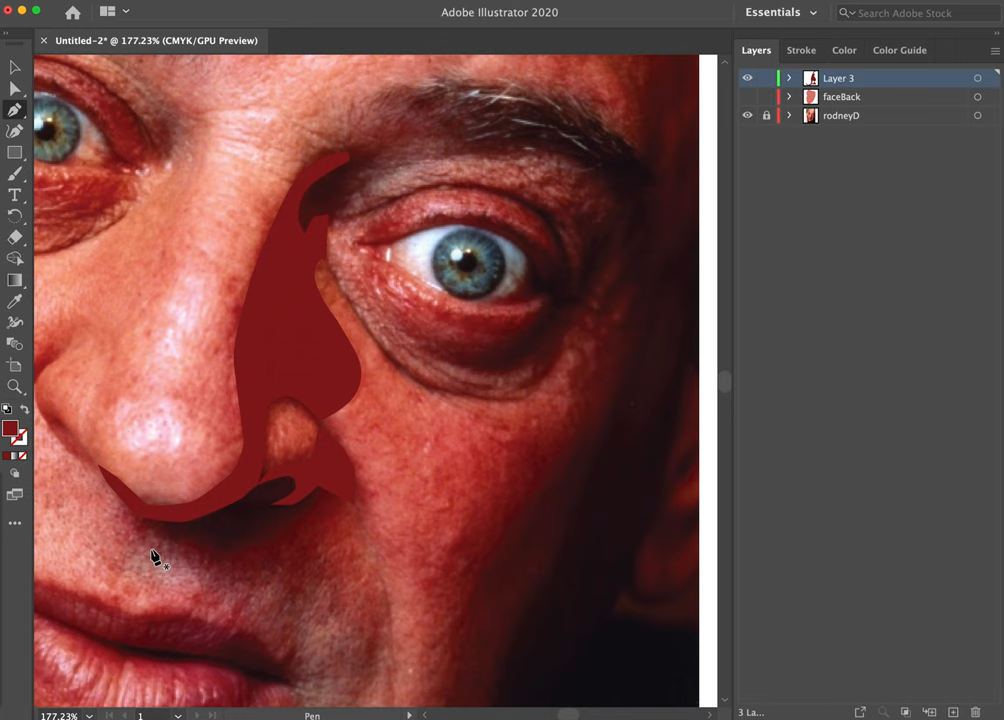 Adobe Illustrator 2020
Essentials
Search Adobe Stock
Untitled-2* @ 177.23% (CMYK/GPU Preview)
Layers Stroke Color Color Guide
Layer 3
faceBack
rodneyD
T
177.23% 1 Pen
3 La...